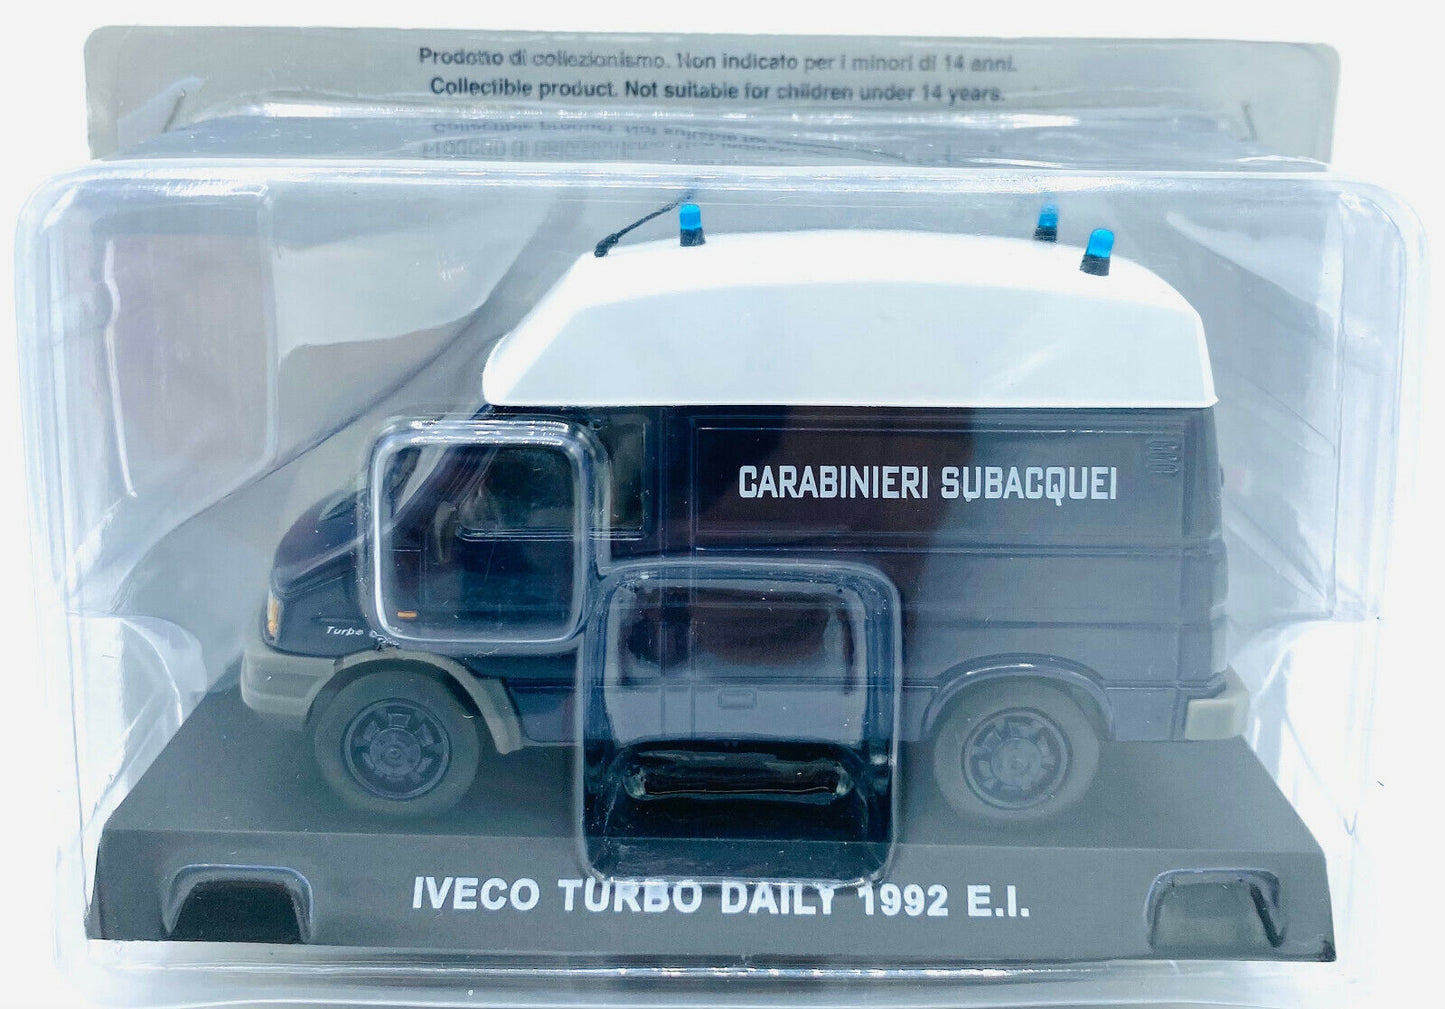 Prodotto di collezionismo. Non indicato per i minori di 14 anni.
Collectible product. Not suitable for children under 14 years.
CARABINIERI SUBACQUEI
Turbo
IVECO TURBO DAILY 1992 E.I.